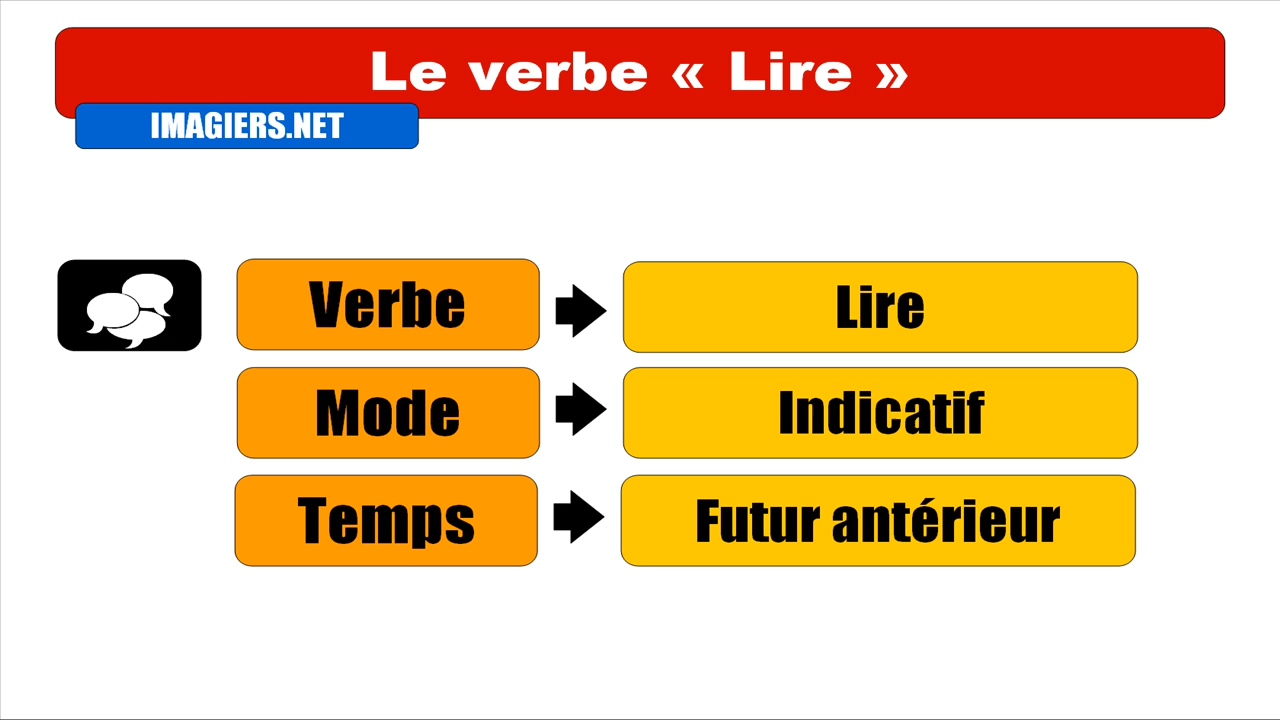 Le verbe « Lire »
IMAGIERS.NET
Verbe
Lire
Mode
Indicatif
Temps
Futur antérieur